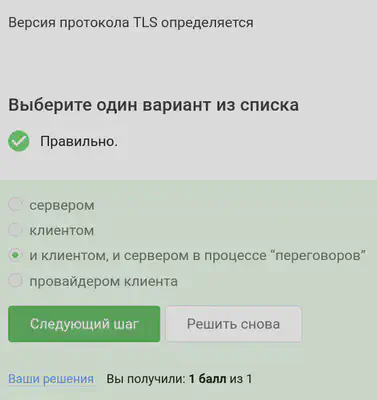 Версия протокола TLS определяется
Выберите один вариант из списка
Правильно.
сервером
клиентом
и клиентом, и сервером в процессе “переговоров”
провайдером клиента
Следующий шаг
Решить снова
Ваши решения Вы получили: 1 балл из 1